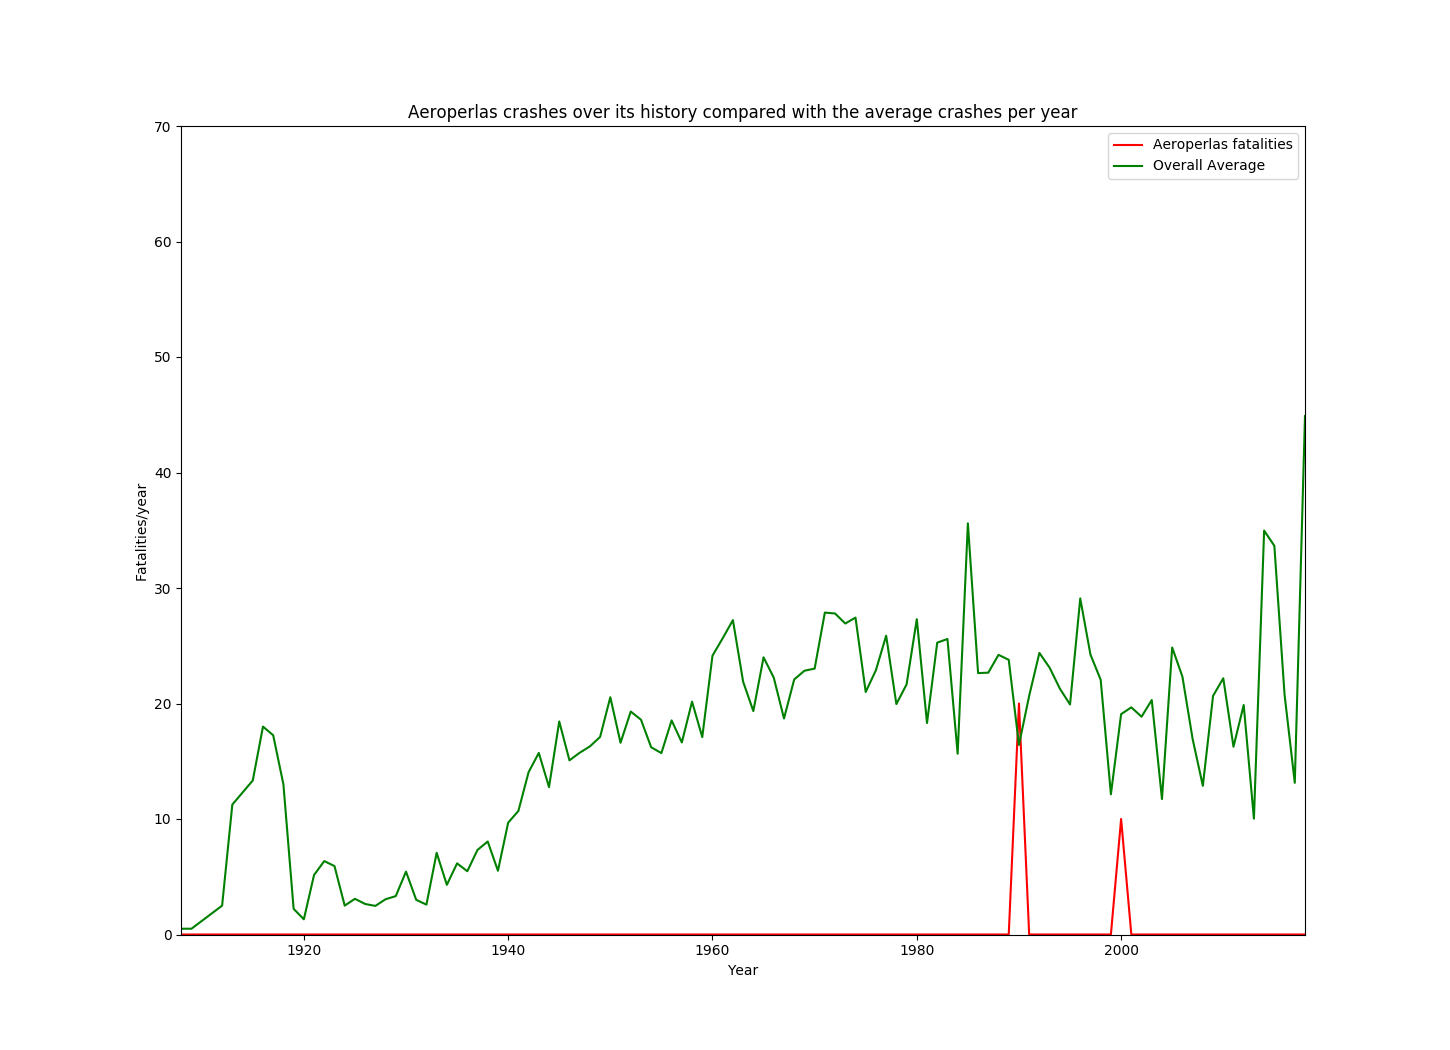 Aeroperlas crashes over its history compared with the average crashes per year
70
60
50
40
30
20
10
0
Fatalities/year
Aeroperlas fatalities
Overall Average
1920
1940
1960
1980
2000
Year